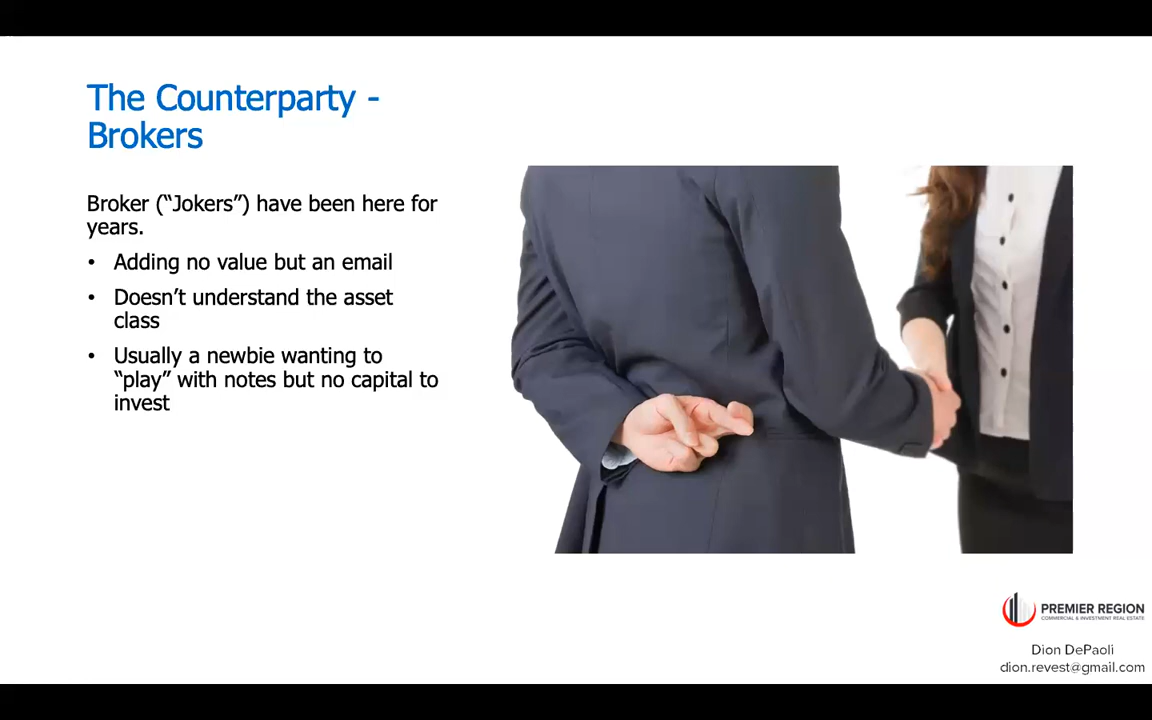 The Counterparty -
Brokers
Broker (“Jokers”) have been here for
years.
• Adding no value but an email
• Doesn’t understand the asset
class
• Usually a newbie wanting to
“play” with notes but no capital to
invest
PREMIER REGION
COMMERCIAL & INVESTMENT REAL ESTATE
Dion DePaoli
dion.revest@gmail.com